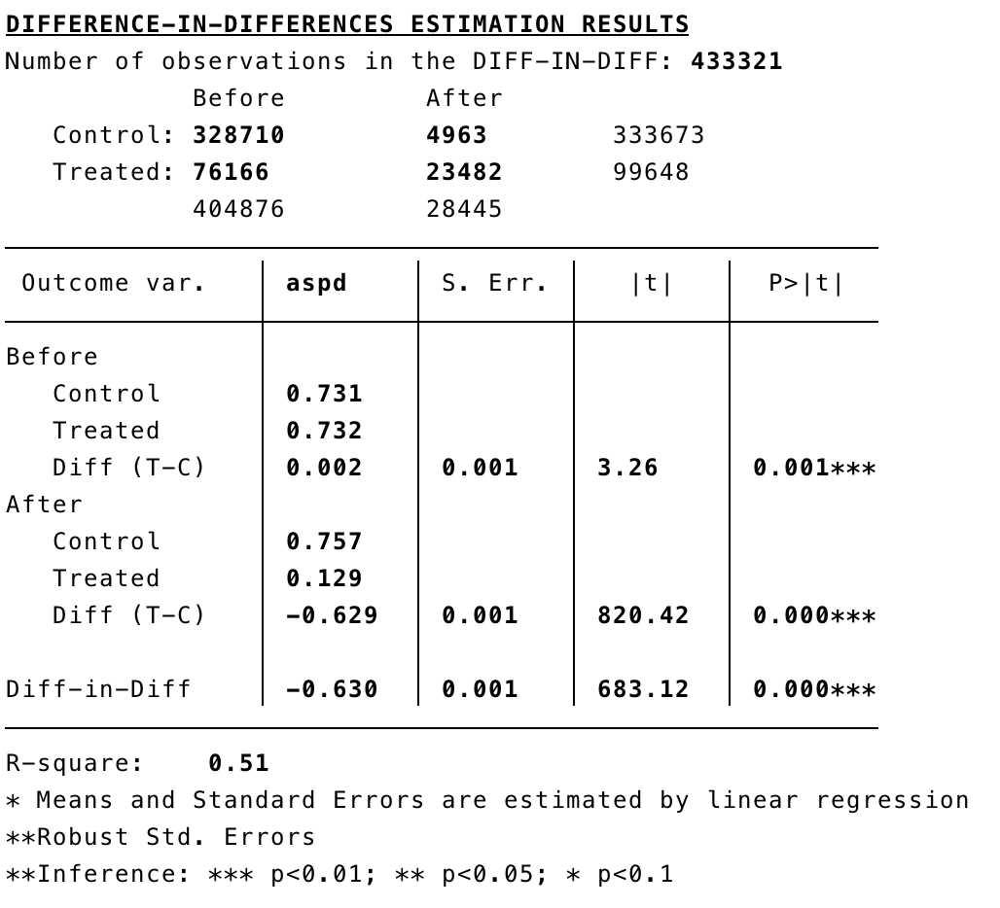 DIFFERENCE-IN-DIFFERENCES ESTIMATION RESULTS
Number of observations in the DIFF-IN-DIFF: 433321
Before After
Control: 328710 4963 333673
Treated: 76166 23482 99648
404876 28445
Outcome var. aspd S. Err. |t| P>|t|
Before
Control 0.731
Treated 0.732
Diff (T-C) 0.002 0.001 3.26 0.001***
After
Control 0.757
Treated 0.129
Diff (T-C) -0.629 0.001 820.42 0.000***
Diff-in-Diff -0.630 0.001 683.12 0.000***
R-square: 0.51
* Means and Standard Errors are estimated by linear regression
**Robust Std. Errors
**Inference: *** p<0.01; ** p<0.05; * p<0.1